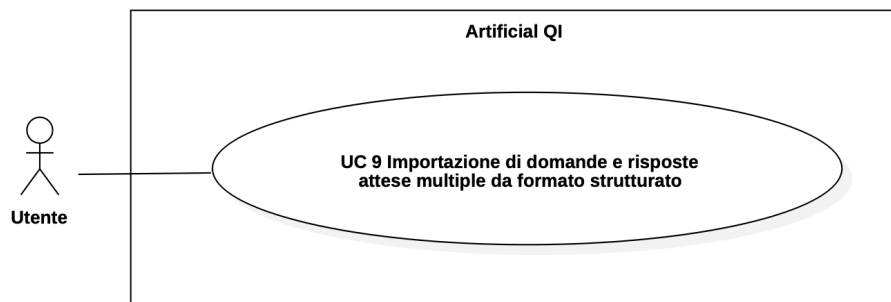 Artificial QI
UC 9 Importazione di domande e risposte
attese multiple da formato strutturato
Utente